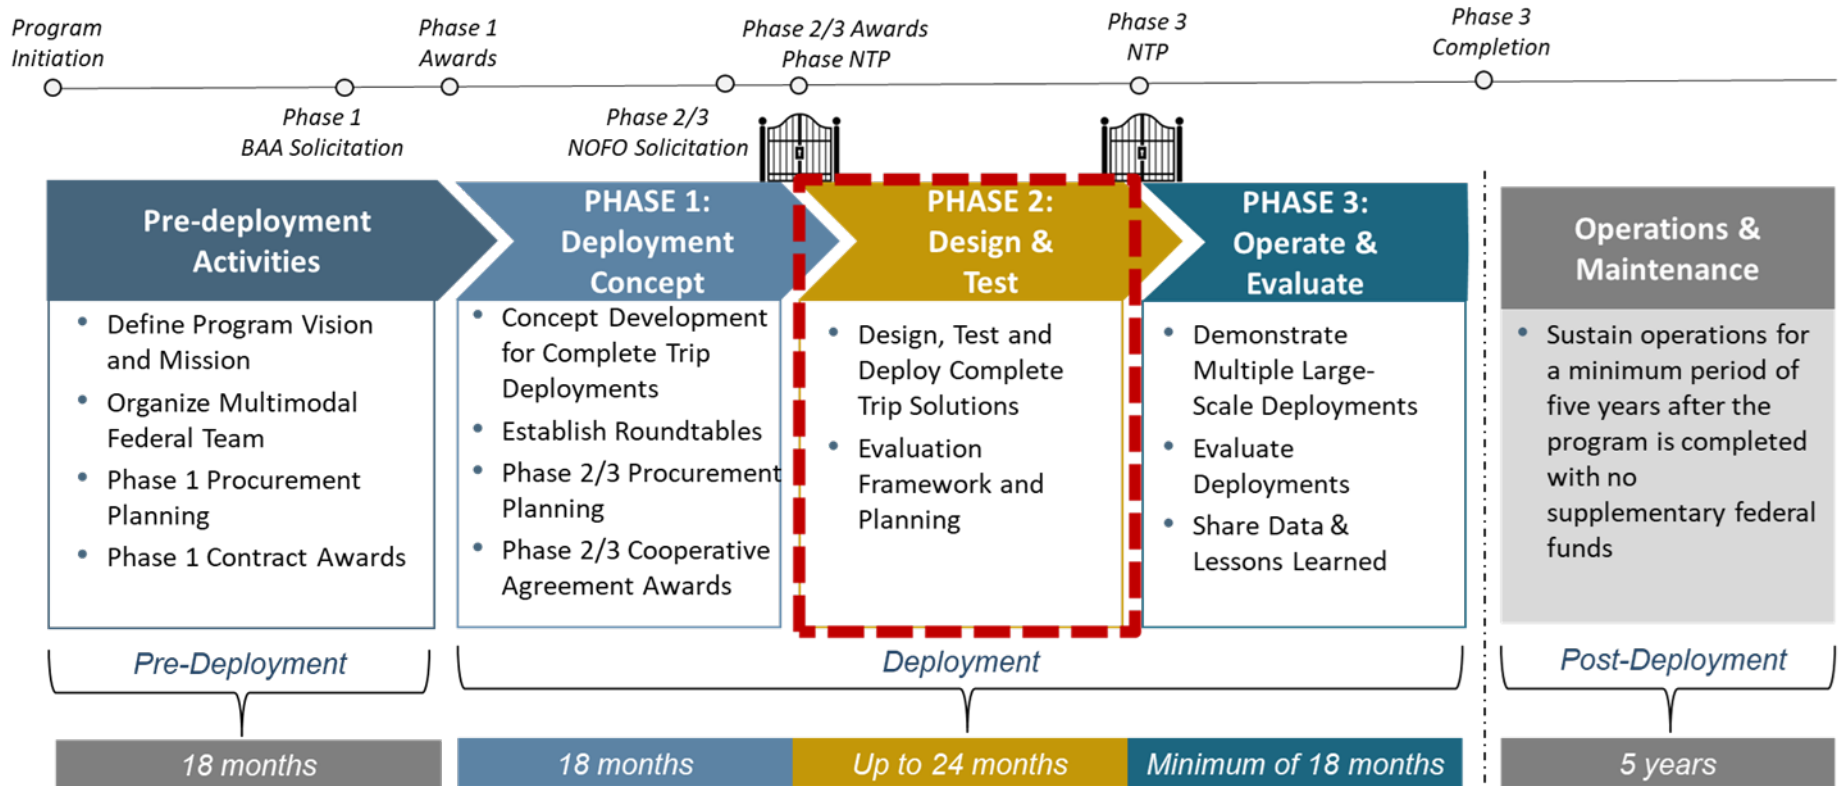 Program
Initiation
Phase 1
Awards
Phase 2/3 Awards
Phase NTP
Phase 3
NTP
Phase 3
Completion
Phase 1
BAA Solicitation
Phase 2/3
NOFO Solicitation
Pre-deployment
Activities
• Define Program Vision
and Mission
• Organize Multimodal
Federal Team
• Phase 1 Procurement
Planning
• Phase 1 Contract Awards
PHASE 1:
Deployment
Concept
• Concept Development
for Complete Trip
Deployments
• Establish Roundtables
• Phase 2/3 Procurement
Planning
• Phase 2/3 Cooperative
Agreement Awards
PHASE 2:
Design &
Test
• Design, Test and
Deploy Complete
Trip Solutions
• Evaluation
Framework and
Planning
PHASE 3:
Operate &
Evaluate
• Demonstrate
Multiple Large-
Scale Deployments
• Evaluate
Deployments
• Share Data &
Lessons Learned
Operations &
Maintenance
• Sustain operations for
a minimum period of
five years after the
program is completed
with no
supplementary federal
funds
Pre-Deployment
Deployment
Post-Deployment
18 months
18 months
Up to 24 months
Minimum of 18 months
5 years